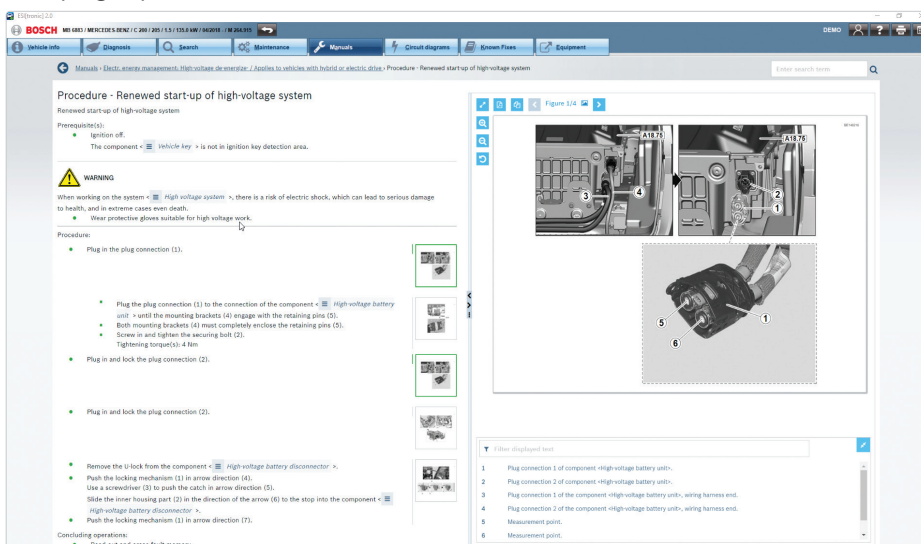 ESI[tronic] 2.0
BOSCH MB 6883 / MERCEDES-BENZ / C 200 / 205 / 1.5 / 135.0 kW / 04/2018 - / M 264.915
DEMO
Vehicle info Diagnosis Search Maintenance Manuals Circuit diagrams Known Fixes Equipment
Manuals › Electr. energy management: High-voltage de-energize- / Applies to vehicles with hybrid or electric drive › Procedure - Renewed start-up of high-voltage system
Enter search term
Procedure - Renewed start-up of high-voltage system
Renewed start-up of high-voltage system
Prerequisite(s):
Ignition off.
The component < Vehicle key > is not in ignition key detection area.
WARNING
When working on the system < High voltage system >, there is a risk of electric shock, which can lead to serious damage
to health, and in extreme cases even death.
Wear protective gloves suitable for high voltage work.
Procedure:
Plug in the plug connection (1).
Plug the plug connection (1) to the connection of the component < High-voltage battery
unit > until the mounting brackets (4) engage with the retaining pins (5).
Both mounting brackets (4) must completely enclose the retaining pins (5).
Screw in and tighten the securing bolt (2).
Tightening torque(s): 4 Nm
Plug in and lock the plug connection (2).
Plug in and lock the plug connection (2).
Remove the U-lock from the component < High-voltage battery disconnector >.
Push the locking mechanism (1) in arrow direction (4).
Use a screwdriver (3) to push the catch in arrow direction (5).
Slide the inner housing part (2) in the direction of the arrow (6) to the stop into the component <
High-voltage battery disconnector >.
Push the locking mechanism (1) in arrow direction (7).
Concluding operations:
Read out and erase fault memory.
Figure 1/4
A18.75
A18.75
3
4
2
1
5
1
6
Filter displayed text
1 Plug connection 1 of component <High-voltage battery unit>.
2 Plug connection 2 of component <High-voltage battery unit>.
3 Plug connection 1 of the component <High-voltage battery unit>, wiring harness end.
4 Plug connection 2 of the component <High-voltage battery unit>, wiring harness end.
5 Measurement point.
6 Measurement point.